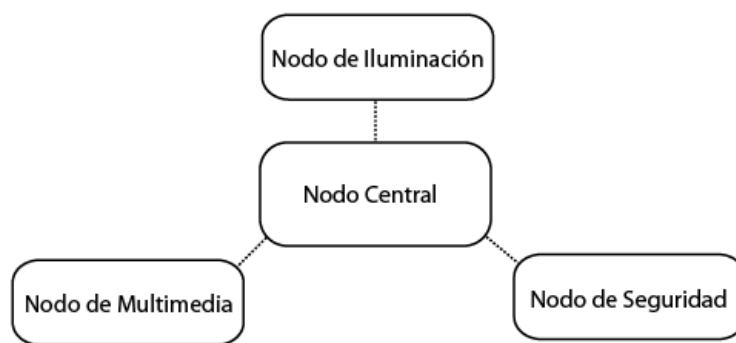 Nodo de Iluminación
Nodo Central
Nodo de Multimedia
Nodo de Seguridad